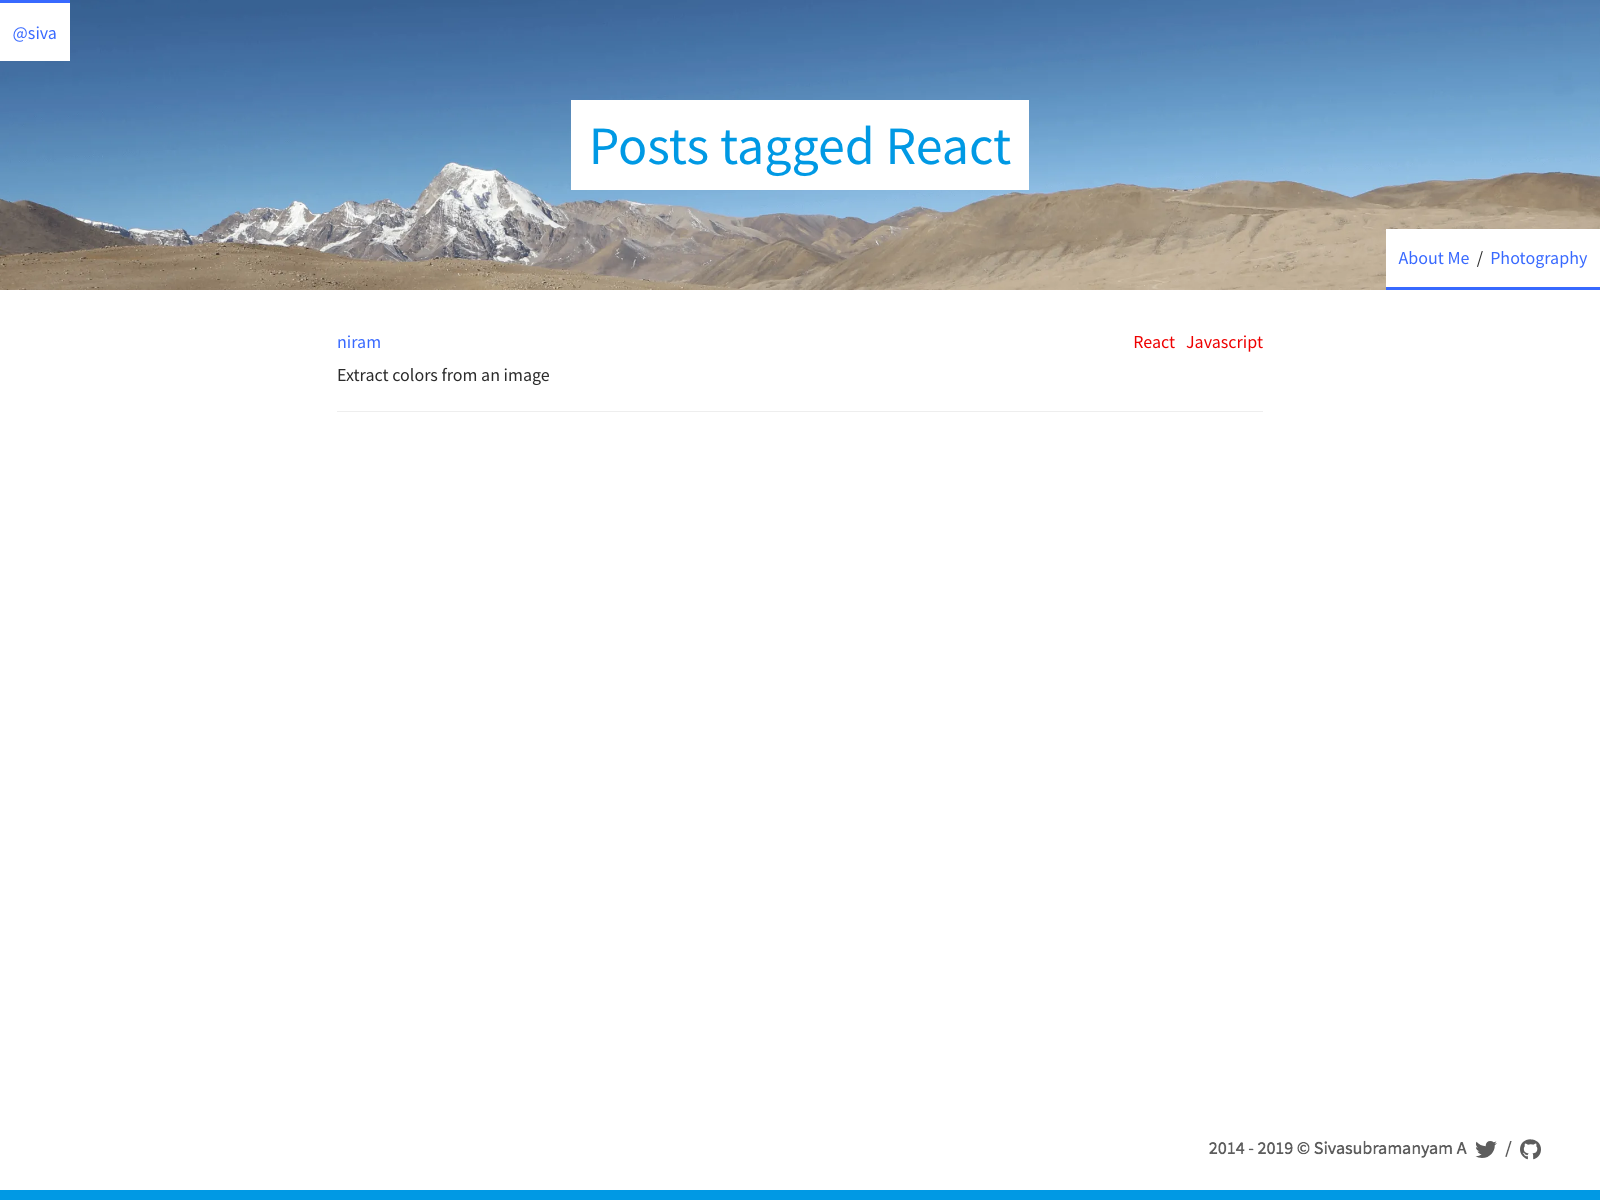 @siva
Posts tagged React
About Me / Photography
niram
React Javascript
Extract colors from an image
2014 - 2019 © Sivasubramanyam A /